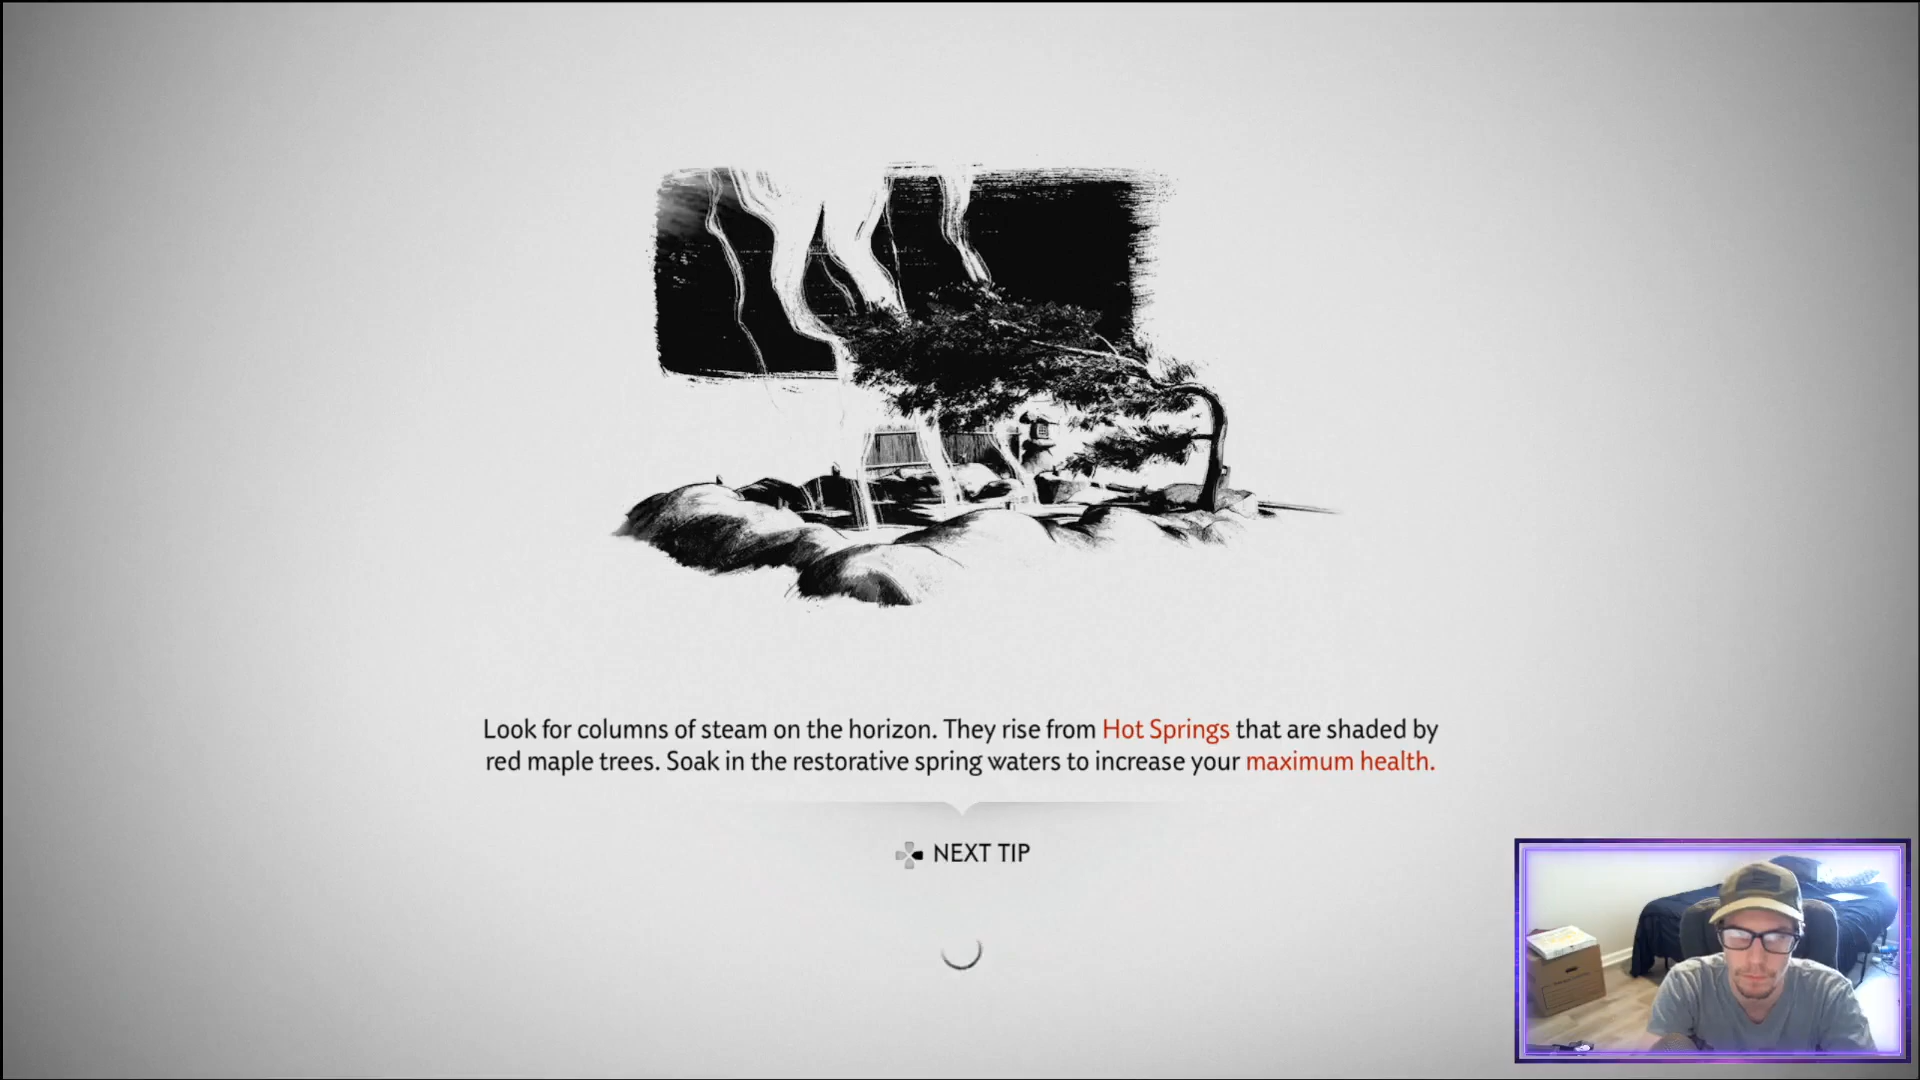 Look for columns of steam on the horizon. They rise from Hot Springs that are shaded by
red maple trees. Soak in the restorative spring waters to increase your maximum health.
NEXT TIP